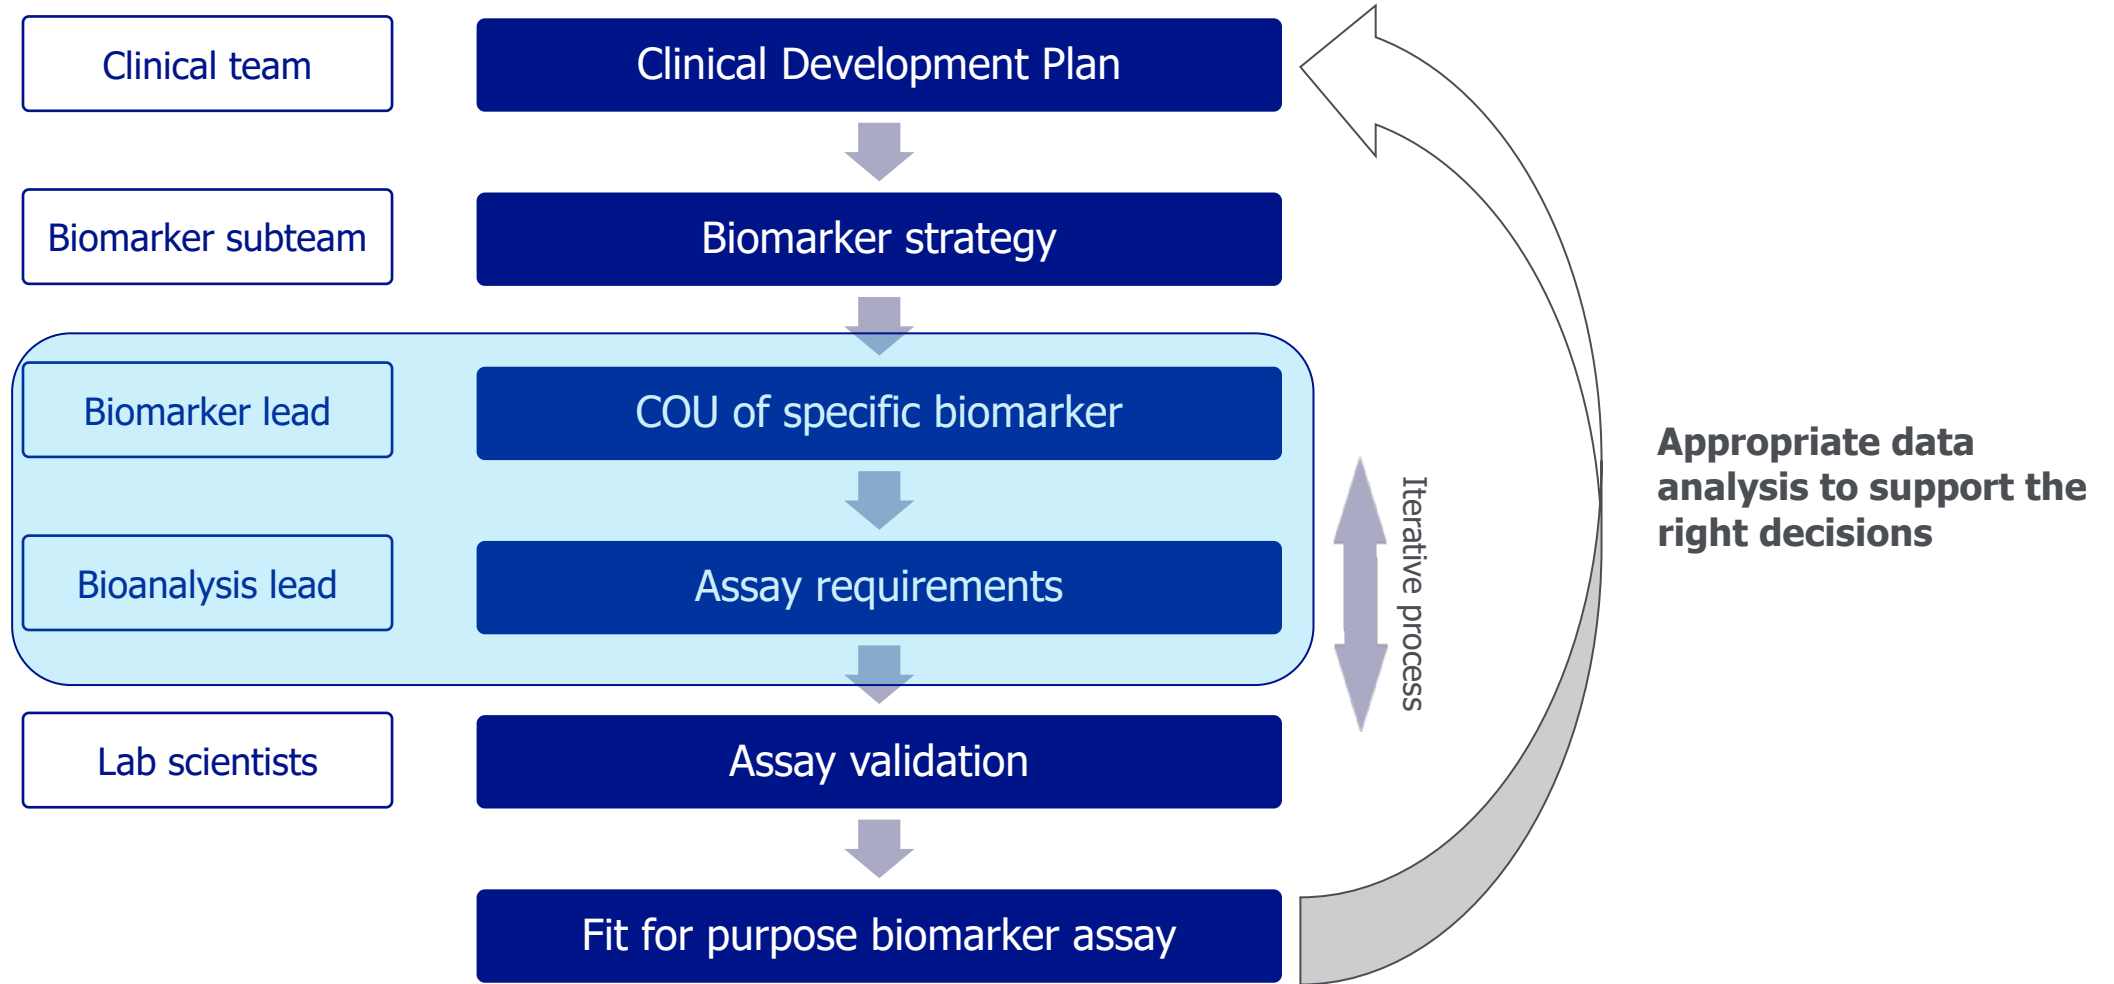 Clinical team
Clinical Development Plan
Biomarker subteam
Biomarker strategy
Biomarker lead
COU of specific biomarker
Bioanalysis lead
Assay requirements
Lab scientists
Assay validation
Fit for purpose biomarker assay
Iterative process
Appropriate data
analysis to support the
right decisions